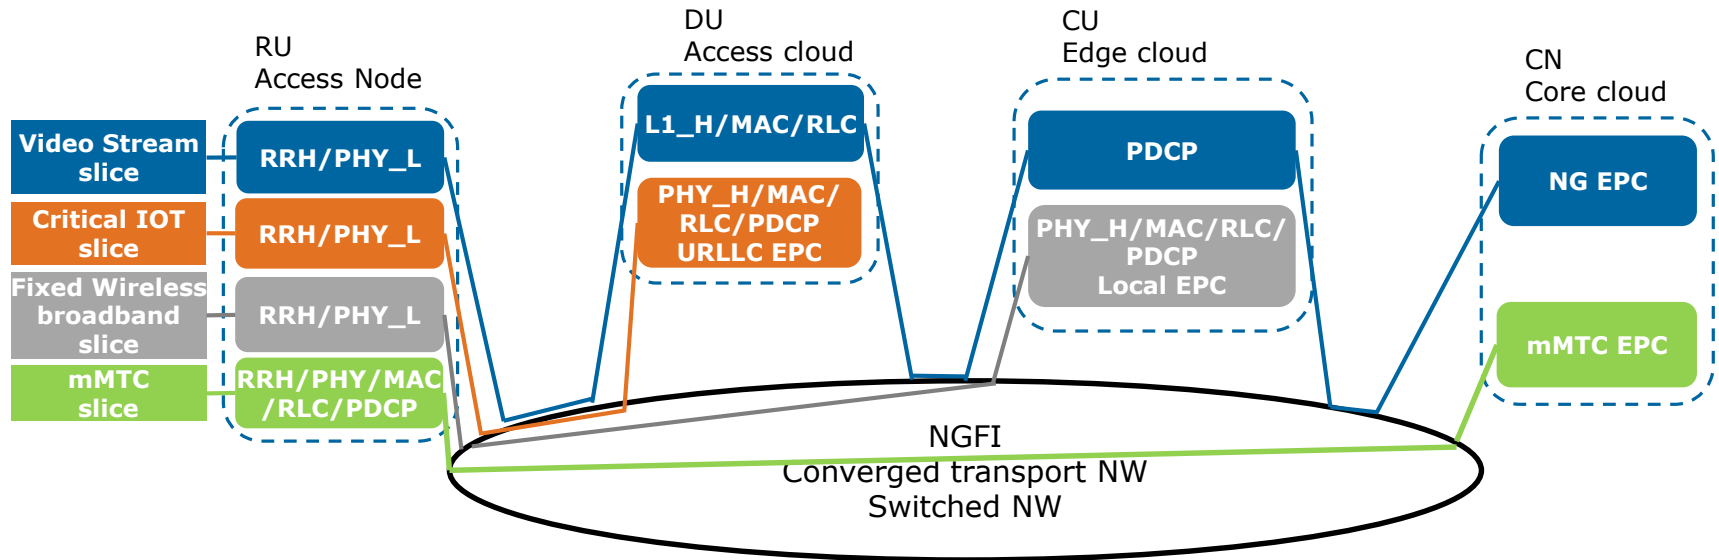 RU
Access Node
DU
Access cloud
CU
Edge cloud
CN
Core cloud
Video Stream
slice
Critical IOT
slice
Fixed Wireless
broadband
slice
mMTC
slice
RRH/PHY_L
RRH/PHY_L
RRH/PHY_L
RRH/PHY/MAC
/RLC/PDCP
L1_H/MAC/RLC
PHY_H/MAC/
RLC/PDCP
URLLC EPC
PDCP
PHY_H/MAC/RLC/
PDCP
Local EPC
NG EPC
mMTC EPC
NGFI
Converged transport NW
Switched NW